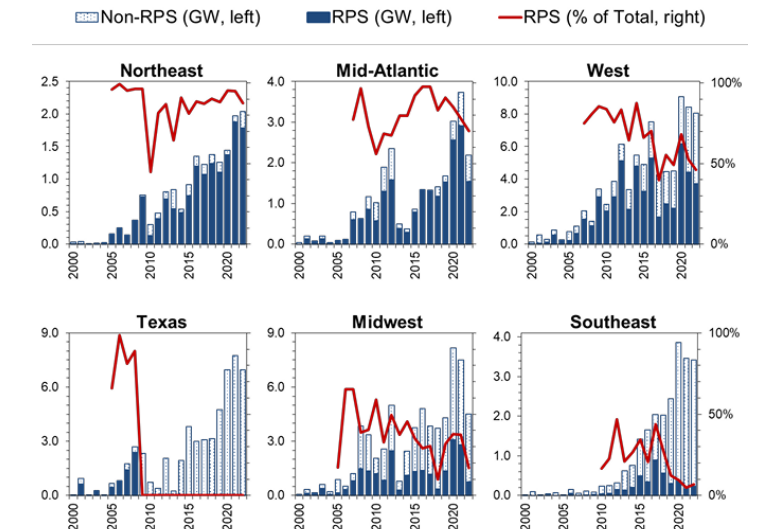 Non-RPS (GW, left) RPS (GW, left) RPS (% of Total, right)
Northeast Mid-Atlantic West
2.5 4.0 10.0 100%
2.0 8.0
3.0
1.5 6.0
2.0 50%
1.0 4.0
1.0
0.5 2.0
0.0 0.0 0.0 0%
2000 2005 2010 2015 2020 2000 2005 2010 2015 2020 2000 2005 2010 2015 2020
Texas Midwest Southeast
9.0 9.0 4.0 100%
6.0 6.0 3.0
2.0 50%
3.0 3.0 1.0
0.0 0.0 0.0 0%
2000 2005 2010 2015 2020 2000 2005 2010 2015 2020 2000 2005 2010 2015 2020